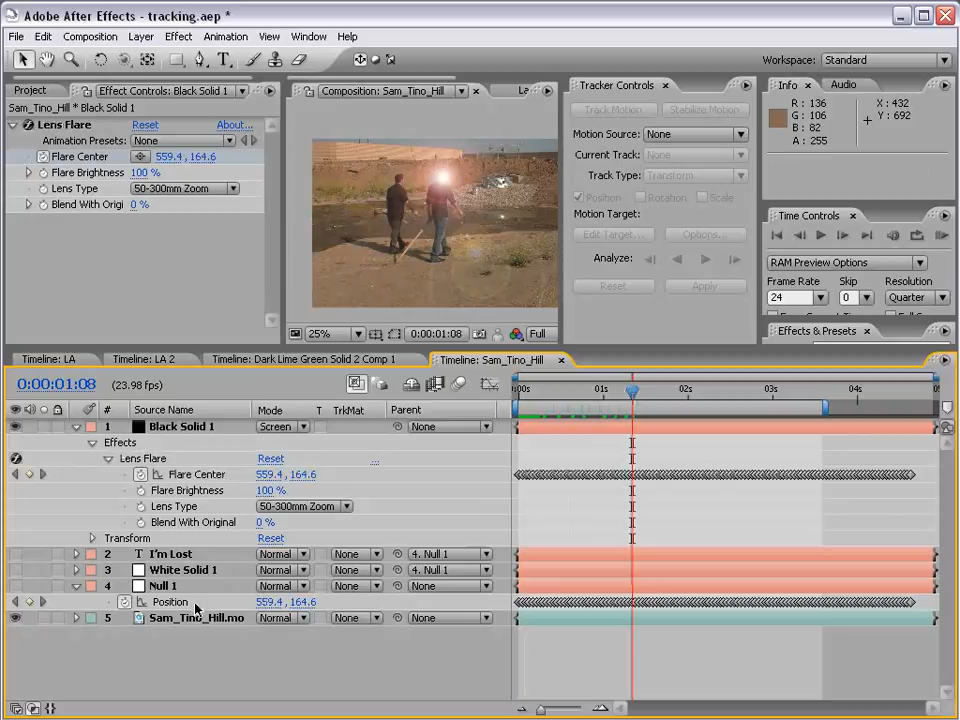 Adobe After Effects - tracking.aep *
File Edit Composition Layer Effect Animation View Window Help
Workspace: Standard
Project Effect Controls: Black Solid 1
Sam_Tino_Hill * Black Solid 1
Lens Flare Reset About...
Animation Presets: None
Flare Center 559.4, 164.6
Flare Brightness 100 %
Lens Type 50-300mm Zoom
Blend With Origi 0 %
Composition: Sam_Tino_Hill La
25% 0:00:01:08 Full
Tracker Controls
Track Motion Stabilize Motion
Motion Source: None
Current Track: None
Track Type: Transform
Position Rotation Scale
Motion Target:
Edit Target... Options...
Analyze:
Reset Apply
Info Audio
R: 136 X: 432
G: 106 Y: 692
B: 82
A: 255
Time Controls
RAM Preview Options
Frame Rate Skip Resolution
24 0 Quarter
Effects & Presets
Timeline: LA Timeline: LA 2 Timeline: Dark Lime Green Solid 2 Comp 1 Timeline: Sam_Tino_Hill
0:00:01:08 (23.98 fps)
:00s 01s 02s 03s 04s
# Source Name Mode T TrkMat Parent
1 Black Solid 1 Screen None
Effects
Lens Flare Reset ...
Flare Center 559.4, 164.6
Flare Brightness 100 %
Lens Type 50-300mm Zoom
Blend With Original 0 %
Transform Reset
2 T I'm Lost Normal None 4. Null 1
3 White Solid 1 Normal None 4. Null 1
4 Null 1 Normal None None
Position 559.4, 164.6
5 Sam_Tino_Hill.mo Normal None None